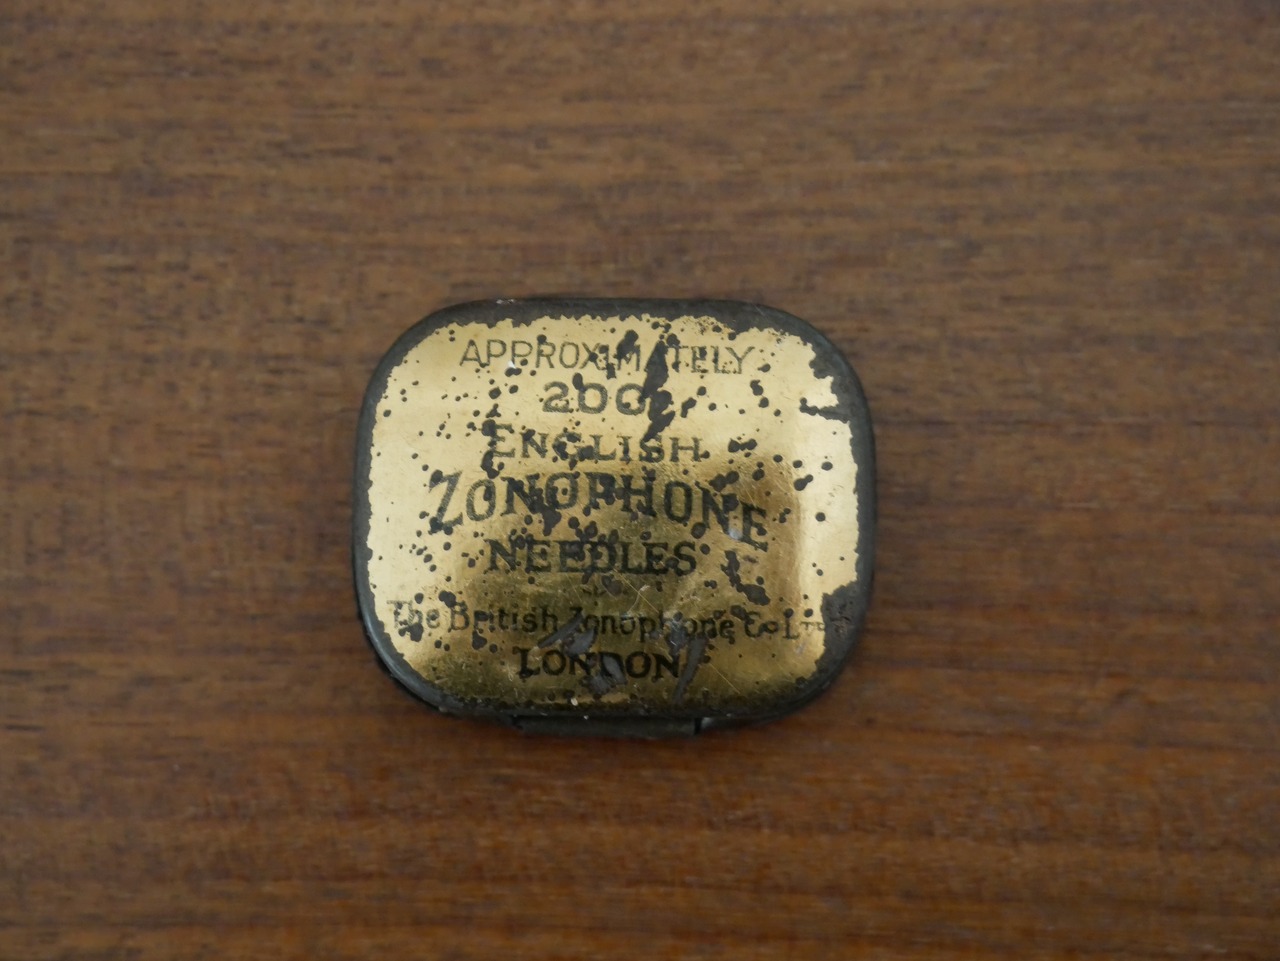 APPROXIMATELY
200
ENGLISH
ZONOPHONE
NEEDLES
The British Zonophone Co LTD
LONDON